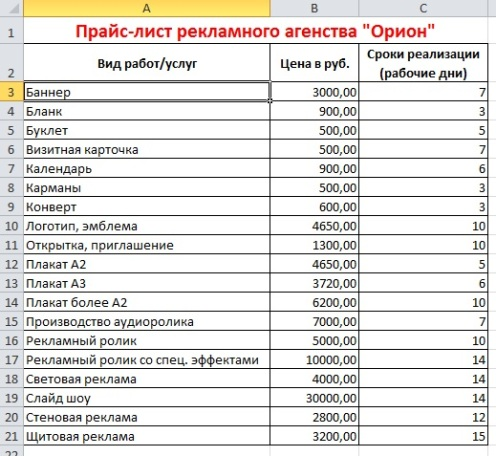 A B C
1 Прайс-лист рекламного агенства "Орион"
2 Вид работ/услуг Цена в руб. Сроки реализации (рабочие дни)
3 Баннер 3000,00 7
4 Бланк 900,00 3
5 Буклет 500,00 5
6 Визитная карточка 500,00 7
7 Календарь 900,00 6
8 Карманы 500,00 3
9 Конверт 600,00 3
10 Логотип, эмблема 4650,00 10
11 Открытка, приглашение 1300,00 10
12 Плакат А2 4650,00 5
13 Плакат А3 3720,00 6
14 Плакат более А2 6200,00 10
15 Производство аудиоролика 7000,00 7
16 Рекламный ролик 5000,00 10
17 Рекламный ролик со спец. эффектами 10000,00 14
18 Световая реклама 4000,00 14
19 Слайд шоу 30000,00 14
20 Стеновая реклама 2800,00 12
21 Щитовая реклама 3200,00 15
22